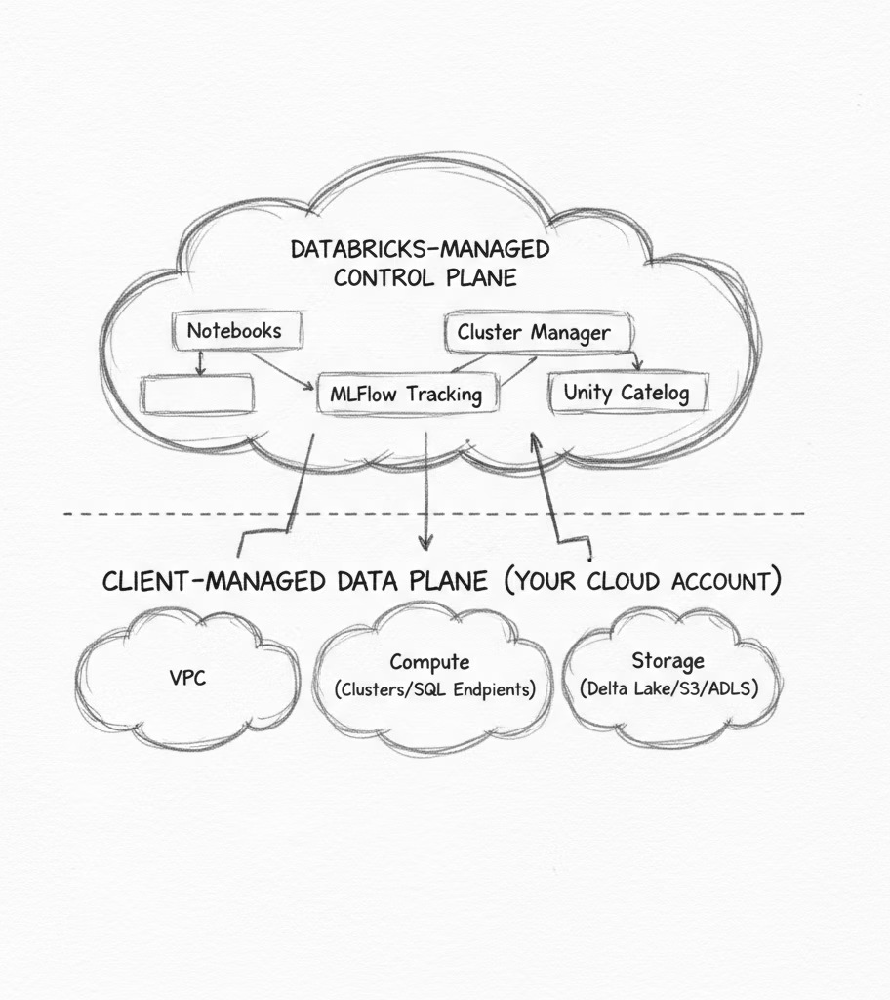 DATABRICKS-MANAGED
CONTROL PLANE
Notebooks
Cluster Manager
MLFlow Tracking
Unity Catelog
CLIENT-MANAGED DATA PLANE (YOUR CLOUD ACCOUNT)
VPC
Compute
(Clusters/SQL Endpients)
Storage
(Delta Lake/S3/ADLS)